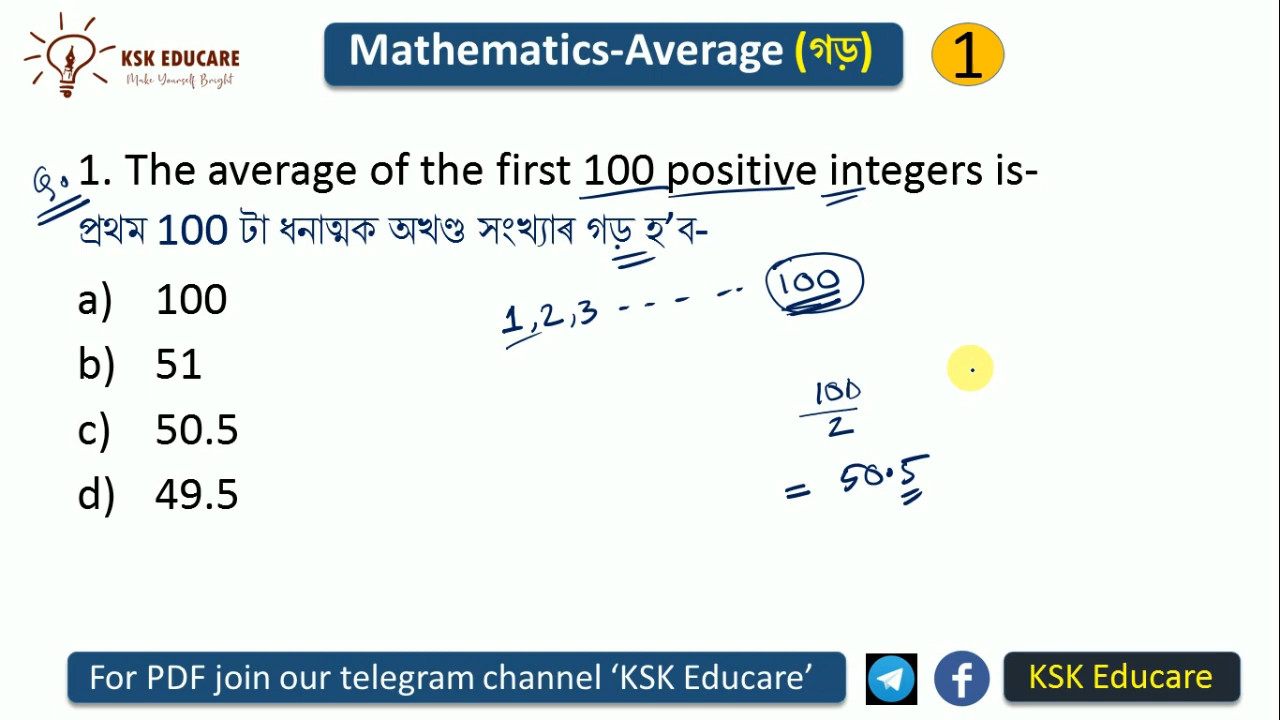 KSK EDUCARE
Make Yourself Bright
Mathematics-Average (গড়)
1
Q.
1. The average of the first 100 positive integers is-
প্ৰথম 100 টা ধনাত্মক অখণ্ড সংখ্যাৰ গড় হ’ব-
a) 100
b) 51
c) 50.5
d) 49.5
1,2,3 - - - - -- 100
100
2
= 50.5
For PDF join our telegram channel ‘KSK Educare’
KSK Educare